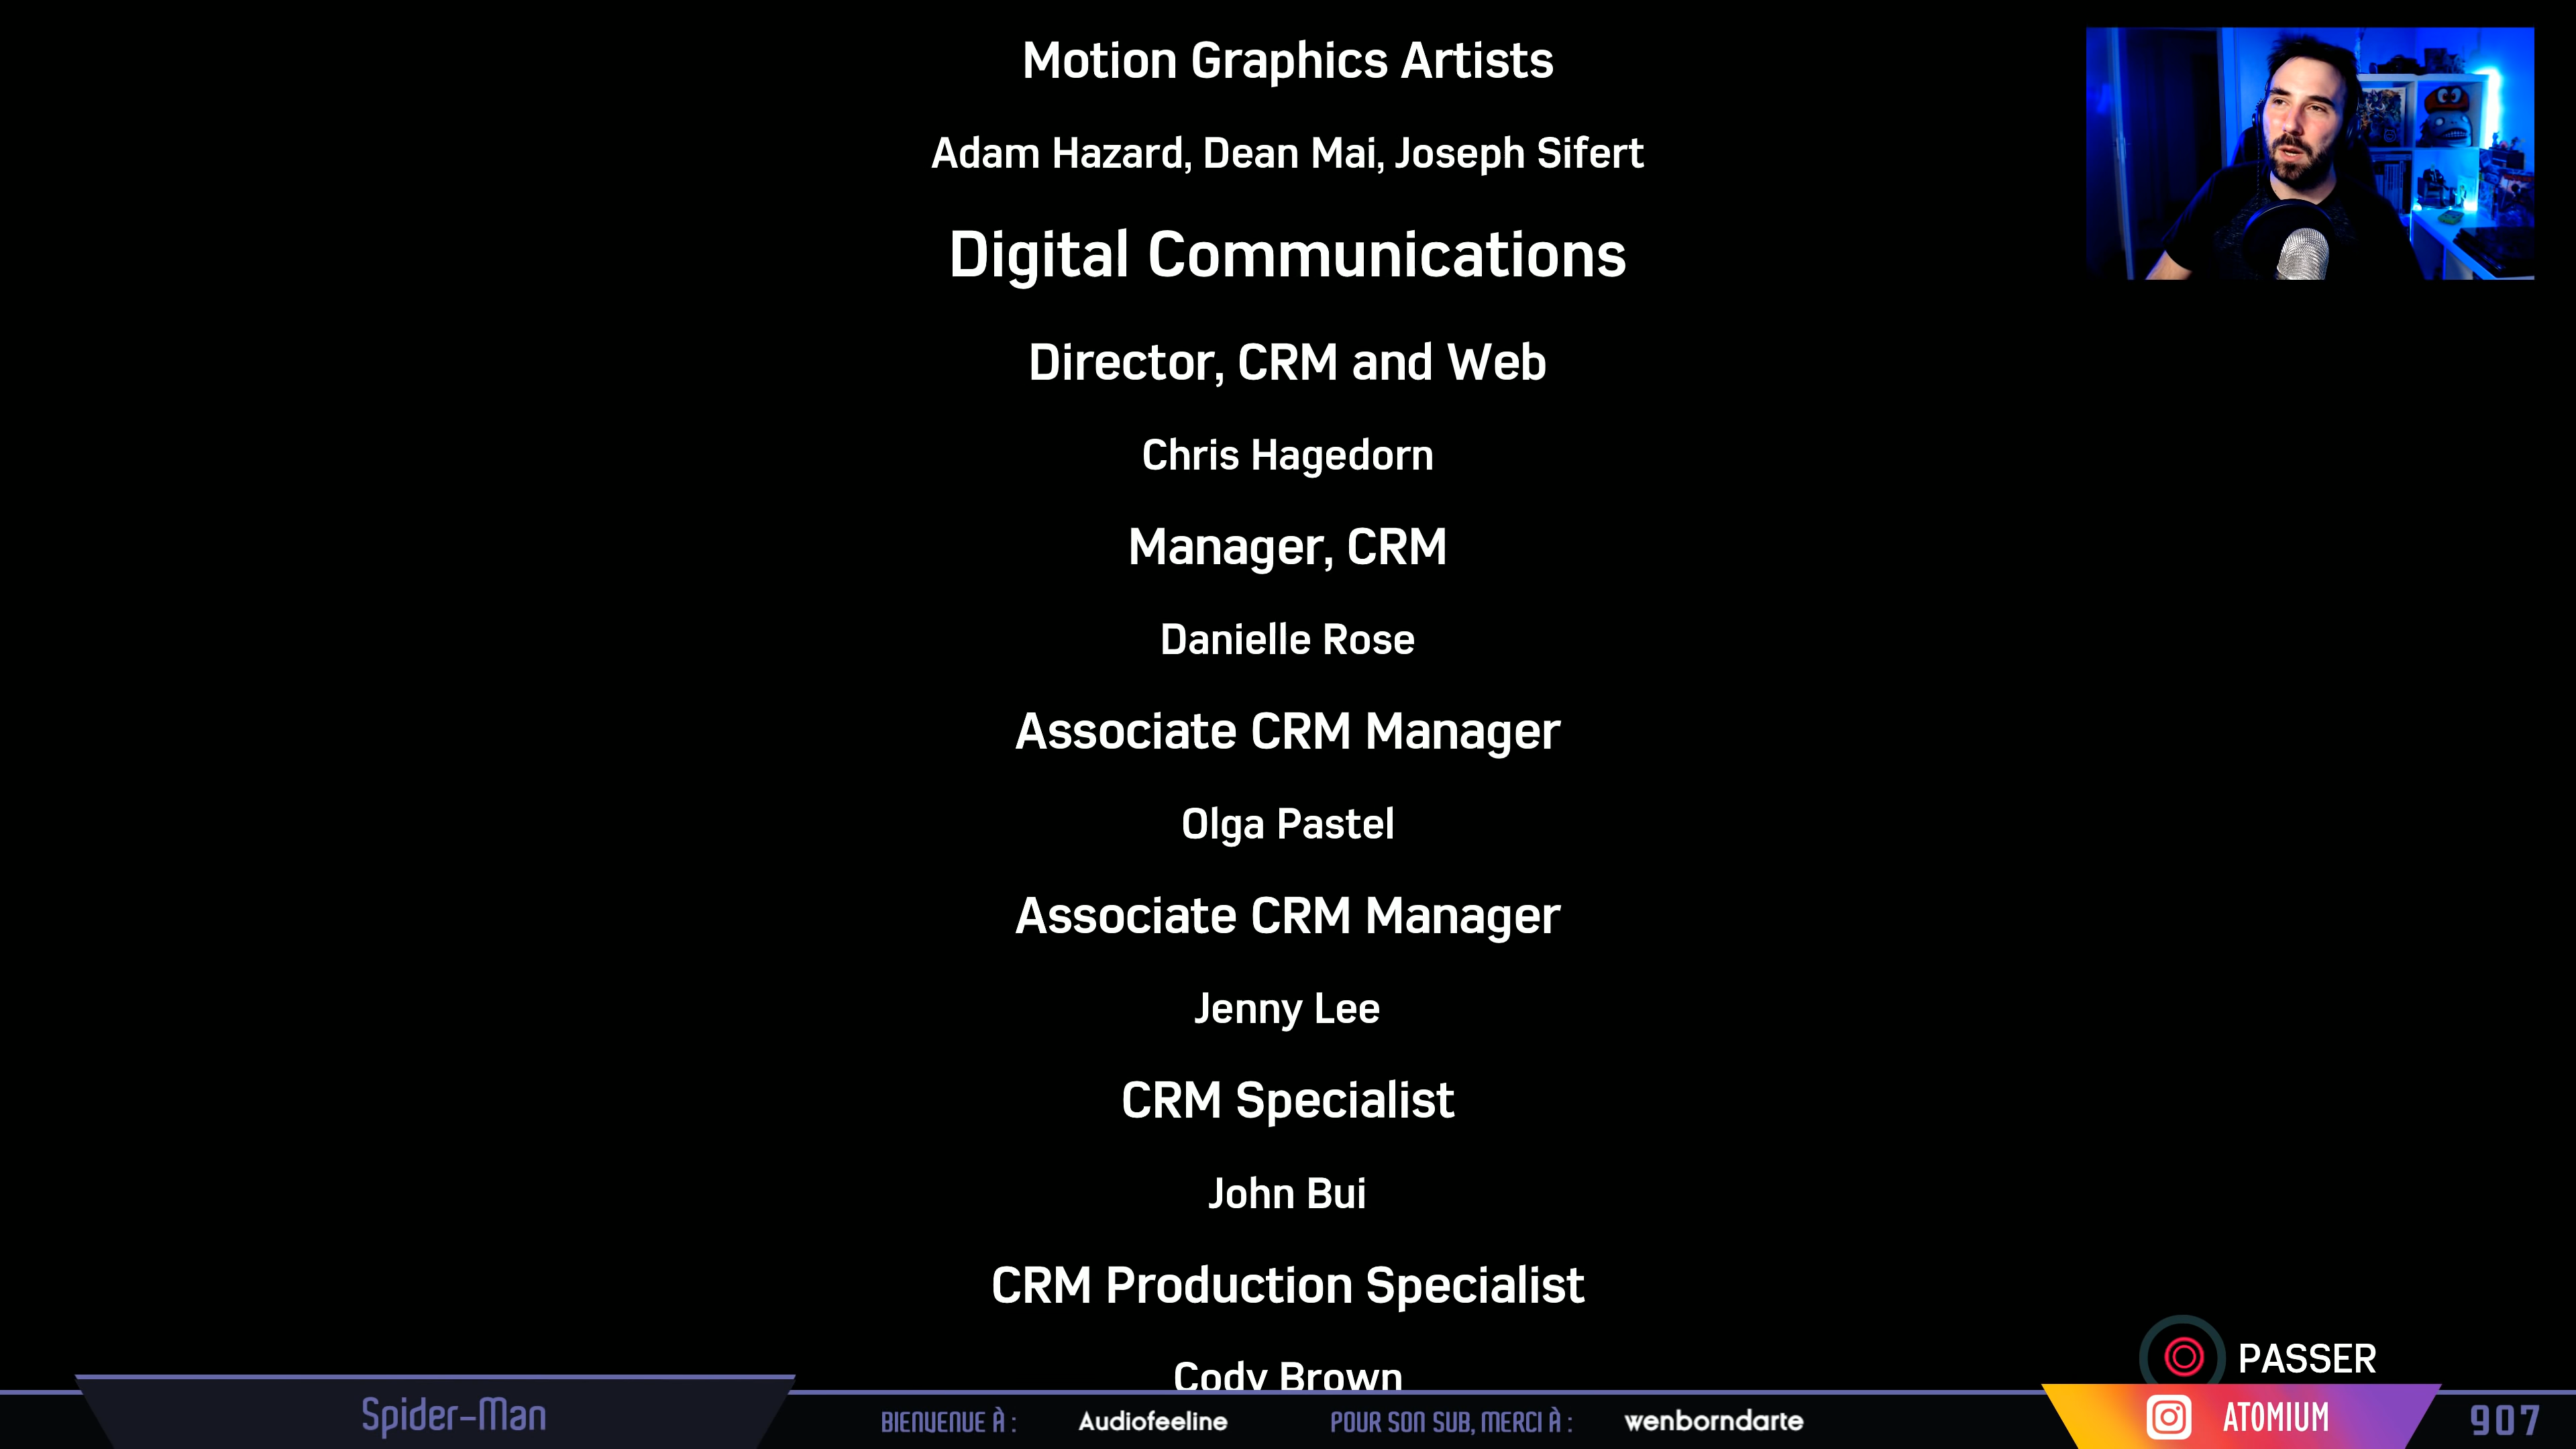 Motion Graphics Artists
Adam Hazard, Dean Mai, Joseph Sifert
Digital Communications
Director, CRM and Web
Chris Hagedorn
Manager, CRM
Danielle Rose
Associate CRM Manager
Olga Pastel
Associate CRM Manager
Jenny Lee
CRM Specialist
John Bui
CRM Production Specialist
Cody Brown
PASSER
Spider-Man
BIENVENUE À :
Audiofeeline
POUR SON SUB, MERCI À :
wenborndarte
ATOMIUM
907